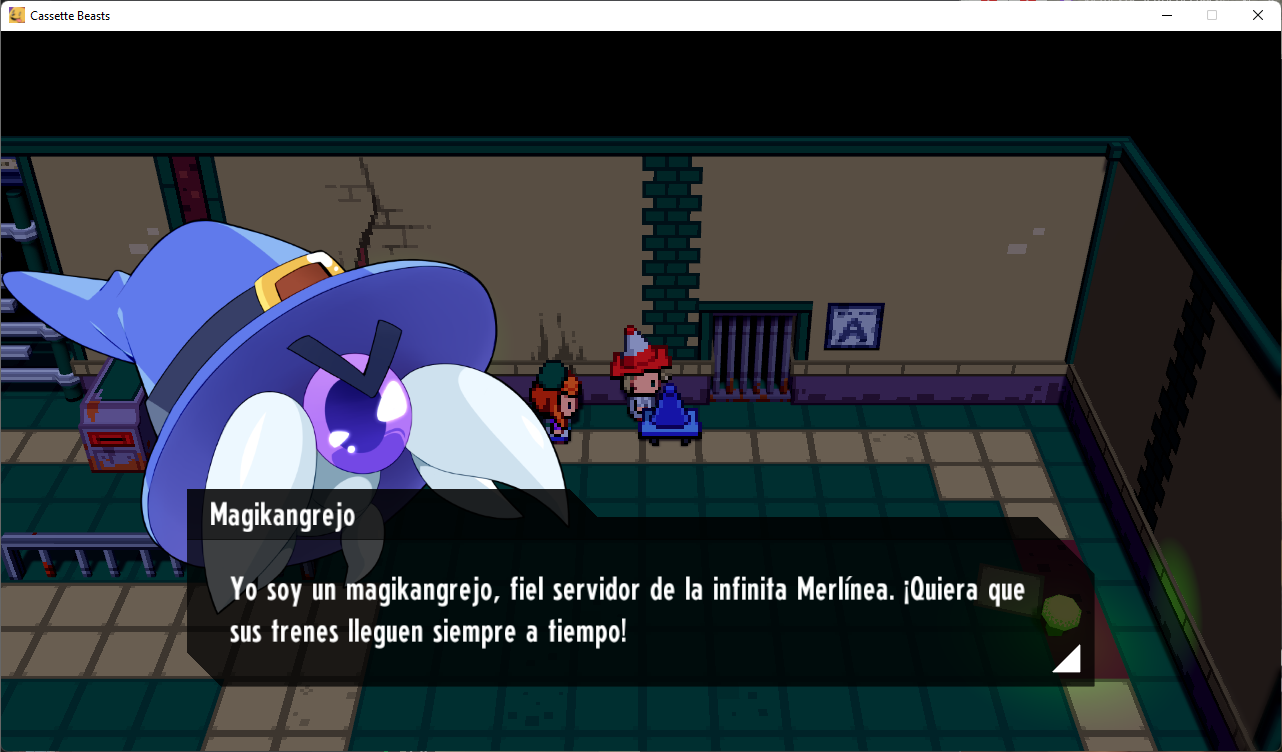 Cassette Beasts
A
Magikangrejo
Yo soy un magikangrejo, fiel servidor de la infinita Merlínea. ¡Quiera que
sus trenes lleguen siempre a tiempo!